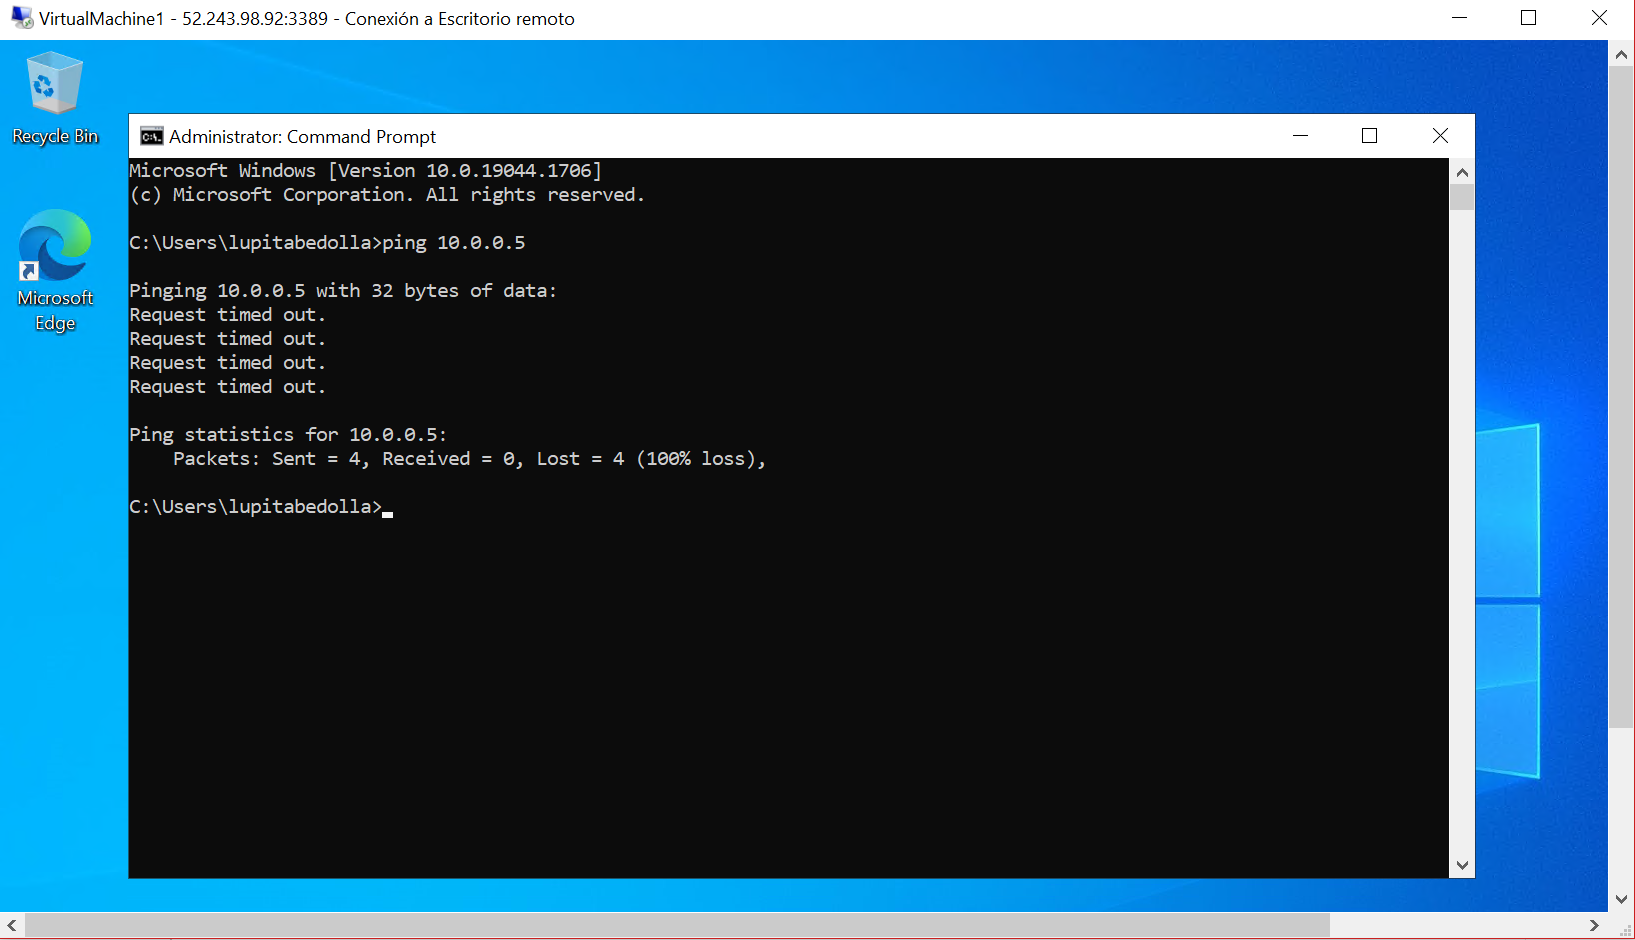 VirtualMachine1 - 52.243.98.92:3389 - Conexión a Escritorio remoto
Recycle Bin
Microsoft
Edge
Administrator: Command Prompt
Microsoft Windows [Version 10.0.19044.1706]
(c) Microsoft Corporation. All rights reserved.
C:\Users\lupitabedolla>ping 10.0.0.5
Pinging 10.0.0.5 with 32 bytes of data:
Request timed out.
Request timed out.
Request timed out.
Request timed out.
Ping statistics for 10.0.0.5:
    Packets: Sent = 4, Received = 0, Lost = 4 (100% loss),
C:\Users\lupitabedolla>